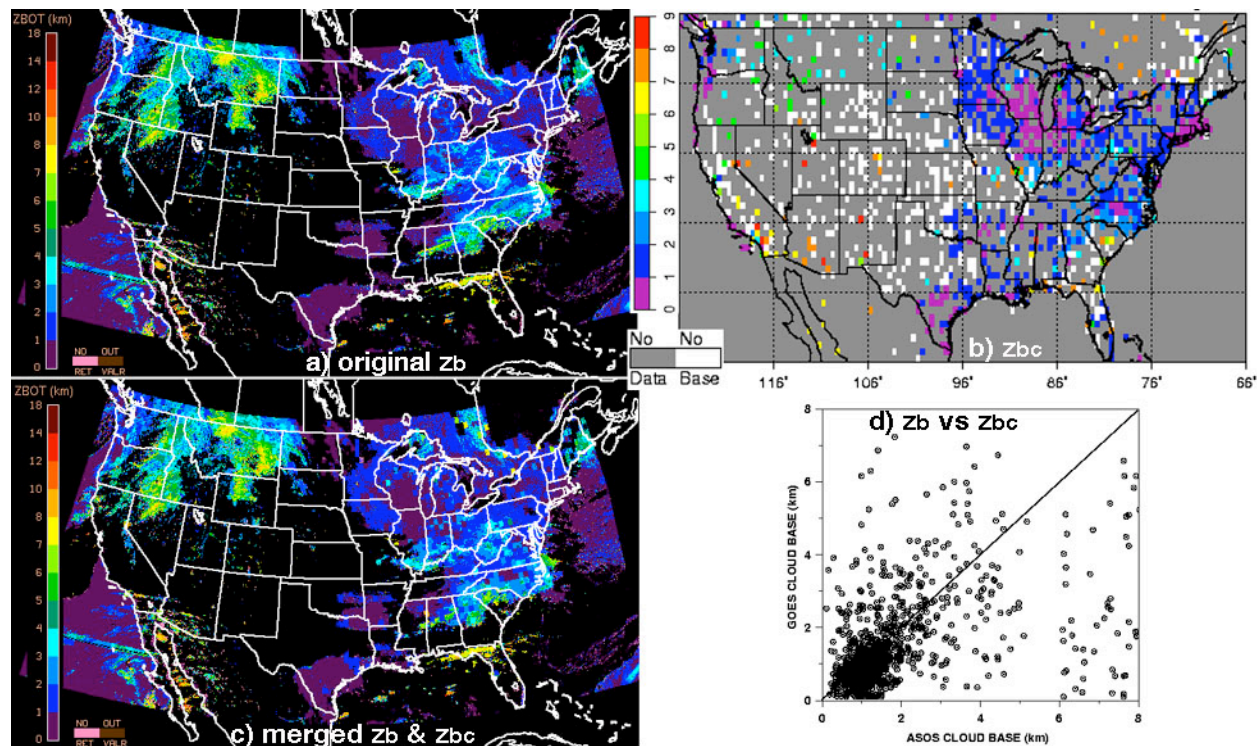 ZBOT (km)
18
14
12
10
8
7
6
5
4
3
2
1
0
NO OUT
RET VALR
a) original Zb
9
8
7
6
5
4
3
2
1
0
No No
Data Base
b) Zbc
116° 106° 96° 86° 76° 66°
ZBOT (km)
18
14
12
10
8
7
6
5
4
3
2
1
0
NO OUT
RET VALR
c) merged Zb & Zbc
d) Zb vs Zbc
GOES CLOUD BASE (km)
8
6
4
2
0
0 2 4 6 8
ASOS CLOUD BASE (km)